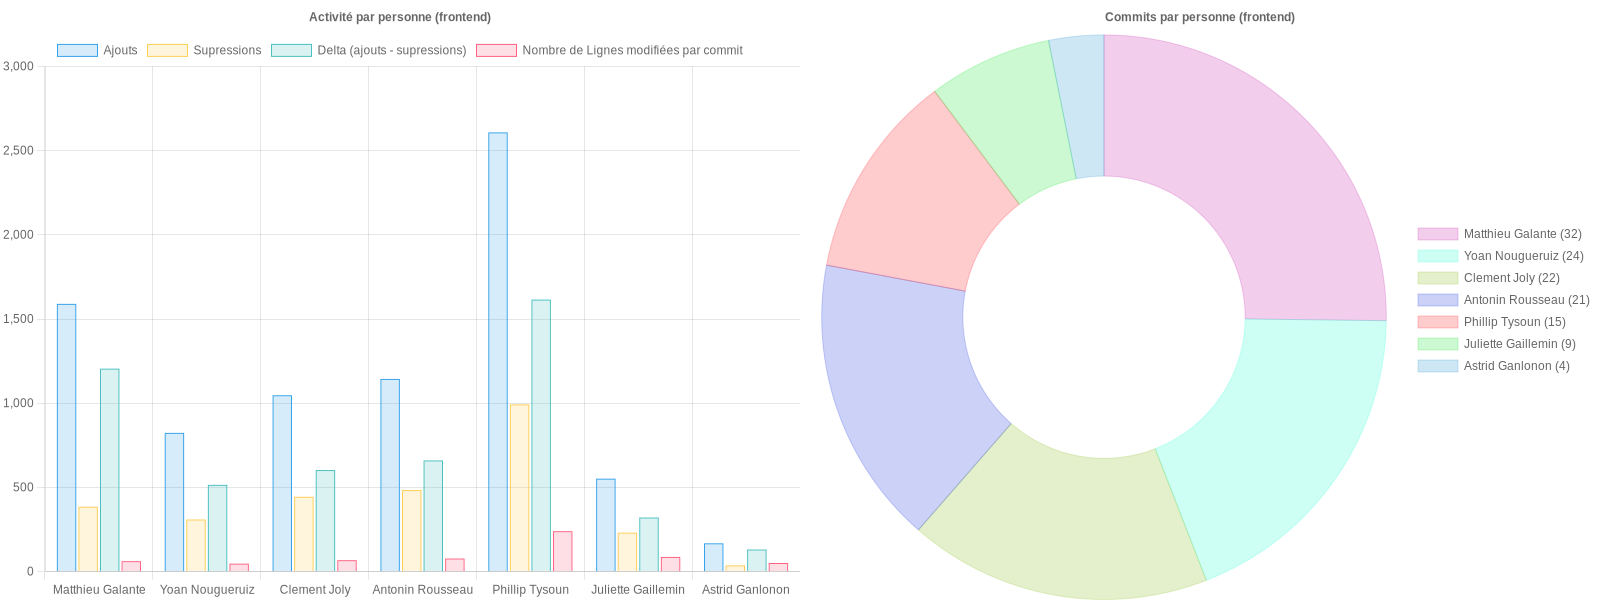 Activité par personne (frontend)
Ajouts Supressions Delta (ajouts - supressions) Nombre de Lignes modifiées par commit
3,000
2,500
2,000
1,500
1,000
500
0
Matthieu Galante Yoan Nougueruiz Clement Joly Antonin Rousseau Phillip Tysoun Juliette Gaillemin Astrid Ganlonon
Commits par personne (frontend)
Matthieu Galante (32)
Yoan Nougueruiz (24)
Clement Joly (22)
Antonin Rousseau (21)
Phillip Tysoun (15)
Juliette Gaillemin (9)
Astrid Ganlonon (4)